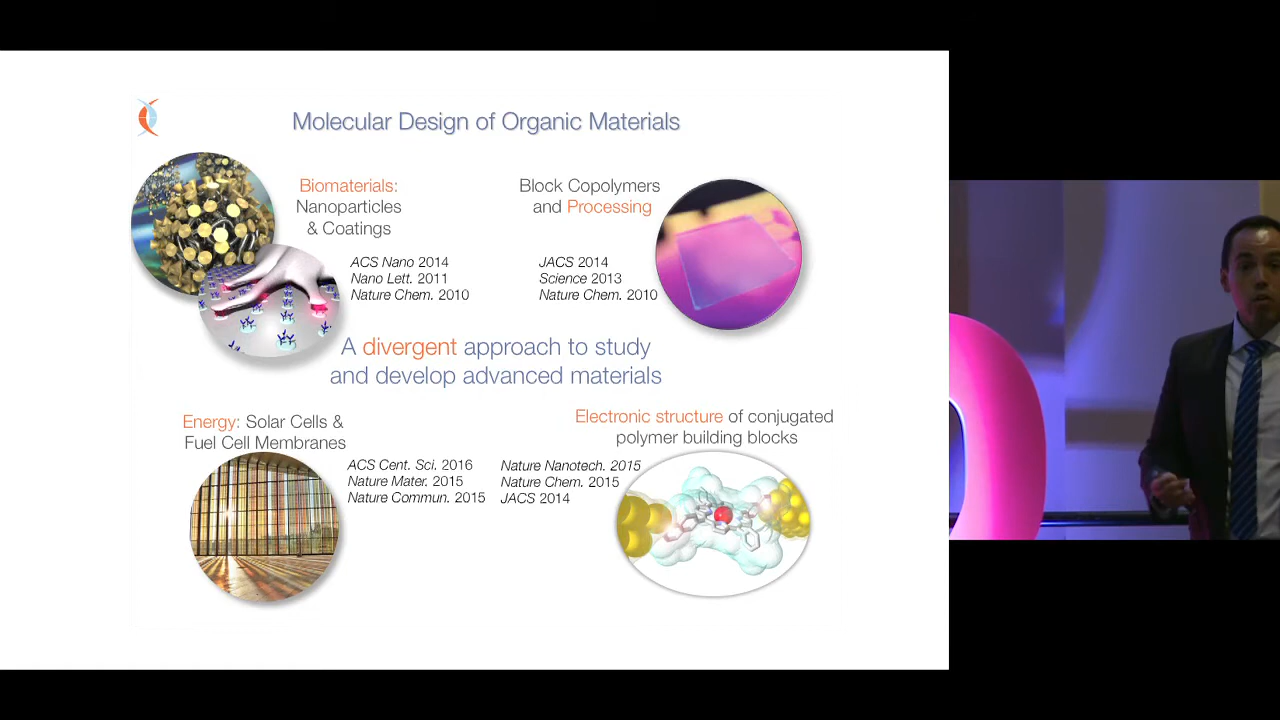 Molecular Design of Organic Materials
Biomaterials:
Nanoparticles
& Coatings
ACS Nano 2014
Nano Lett. 2011
Nature Chem. 2010
Block Copolymers
and Processing
JACS 2014
Science 2013
Nature Chem. 2010
A divergent approach to study
and develop advanced materials
Energy: Solar Cells &
Fuel Cell Membranes
ACS Cent. Sci. 2016
Nature Mater. 2015
Nature Commun. 2015
Electronic structure of conjugated
polymer building blocks
Nature Nanotech. 2015
Nature Chem. 2015
JACS 2014